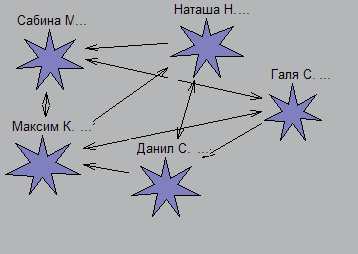 Наташа Н. ...
Сабина М...
Галя С. ...
Максим К. ...
Данил С. ...